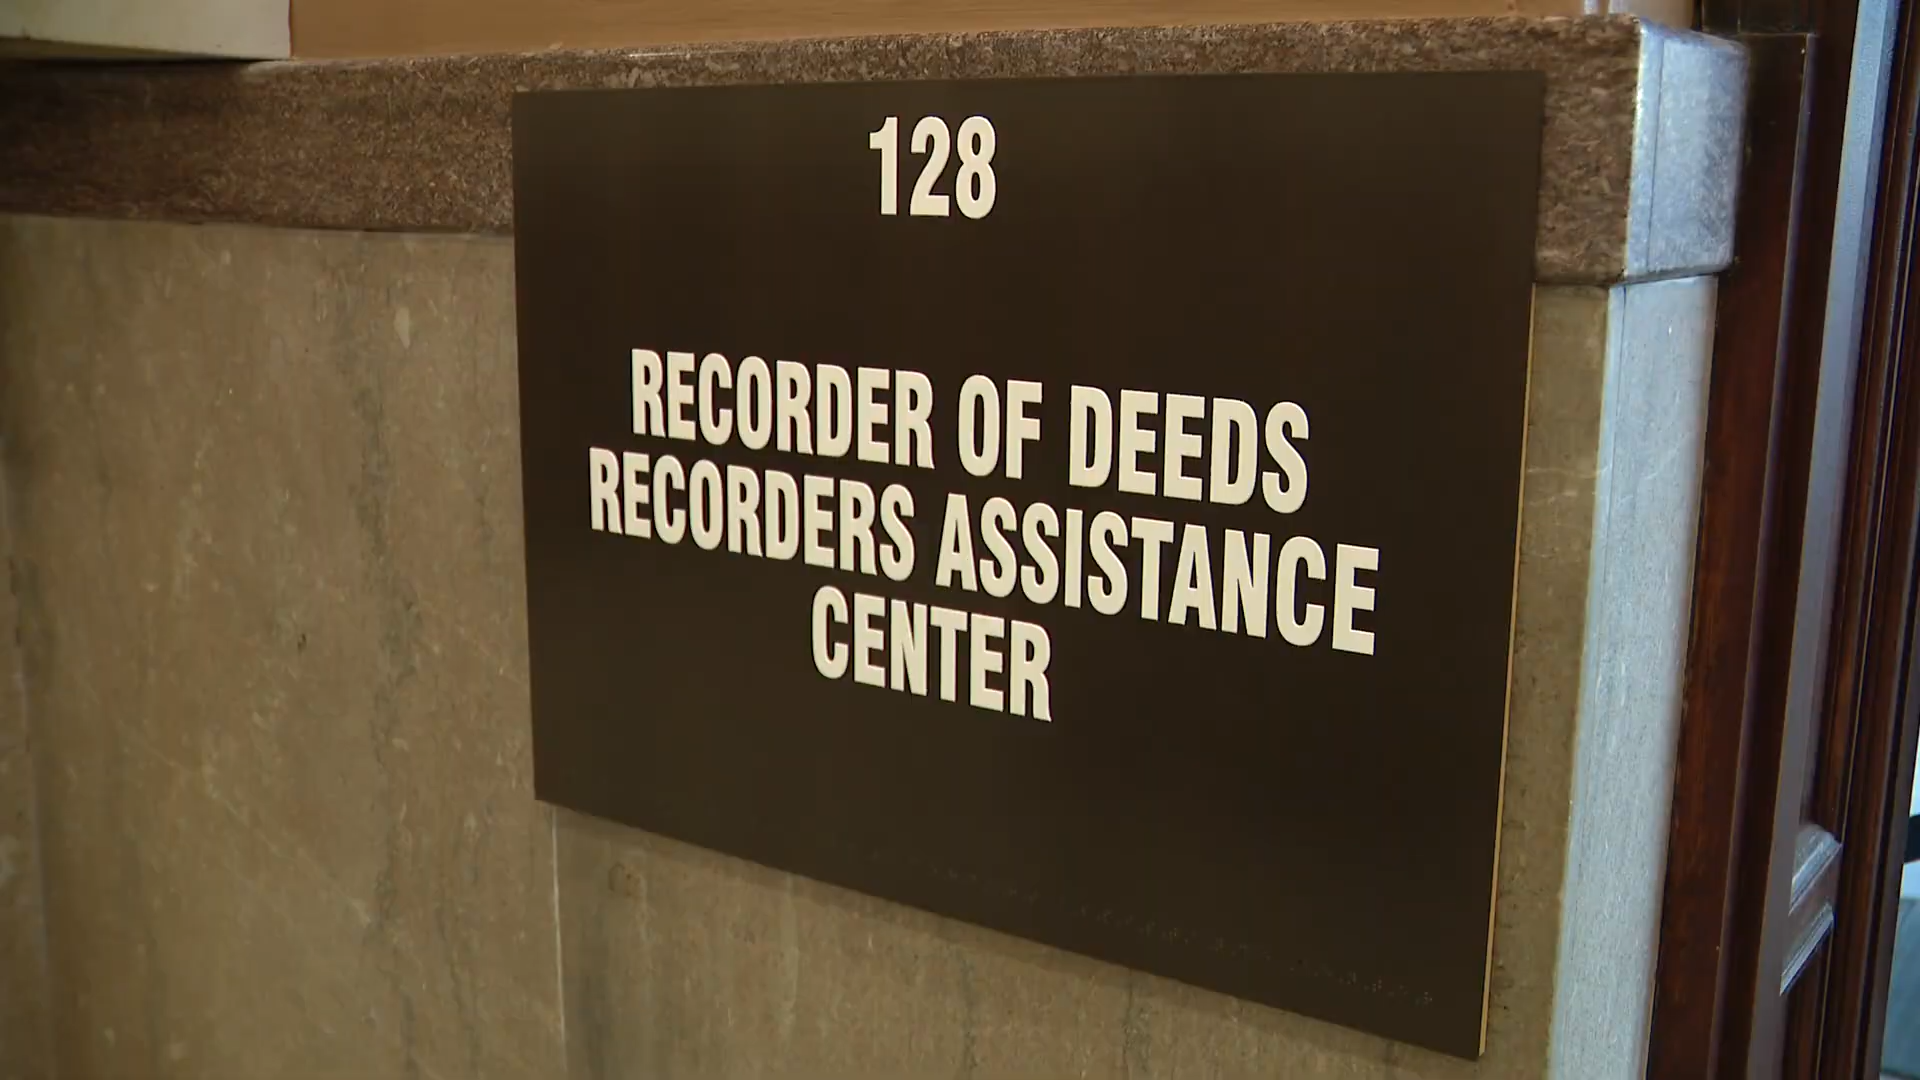 128
RECORDER OF DEEDS
RECORDERS ASSISTANCE
CENTER